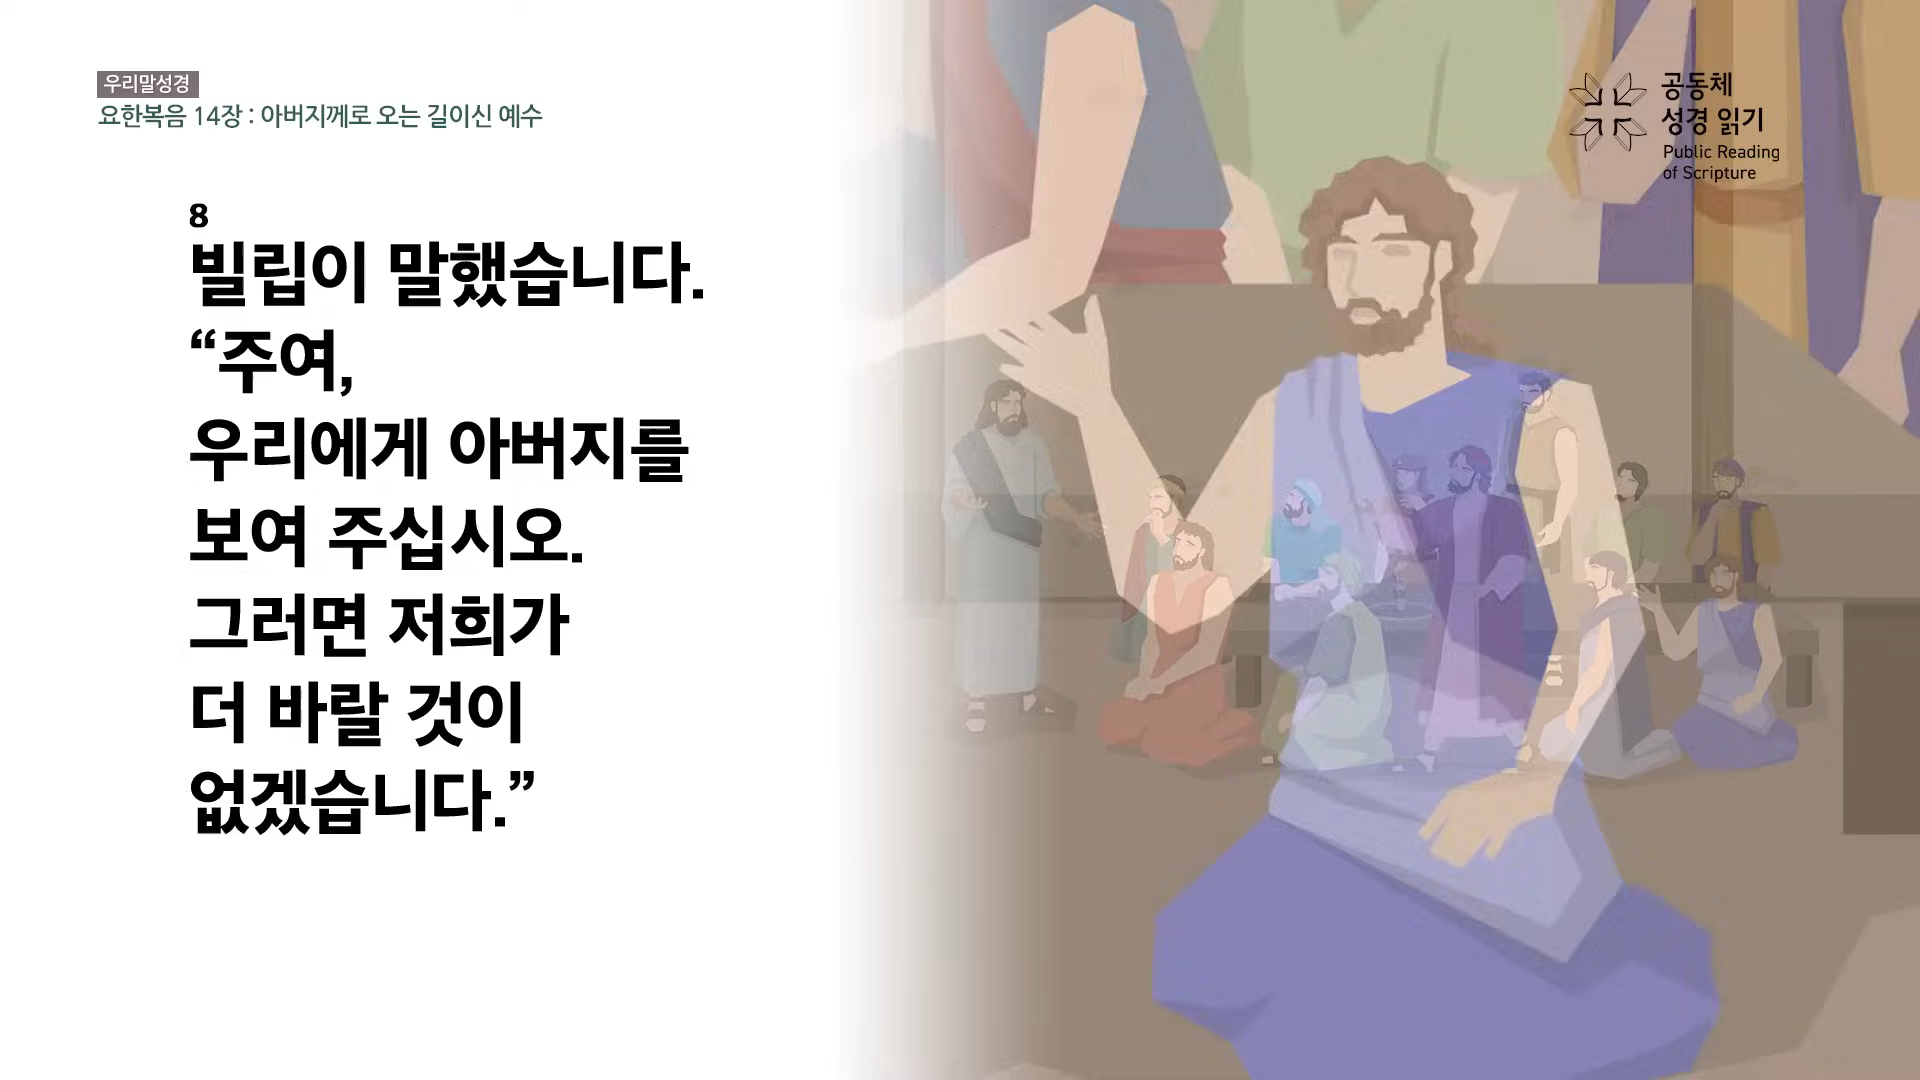 우리말성경
요한복음 14장 : 아버지께로 오는 길이신 예수
공동체
성경 읽기
Public Reading
of Scripture
8
빌립이 말했습니다.
“주여,
우리에게 아버지를
보여 주십시오.
그러면 저희가
더 바랄 것이
없겠습니다.”